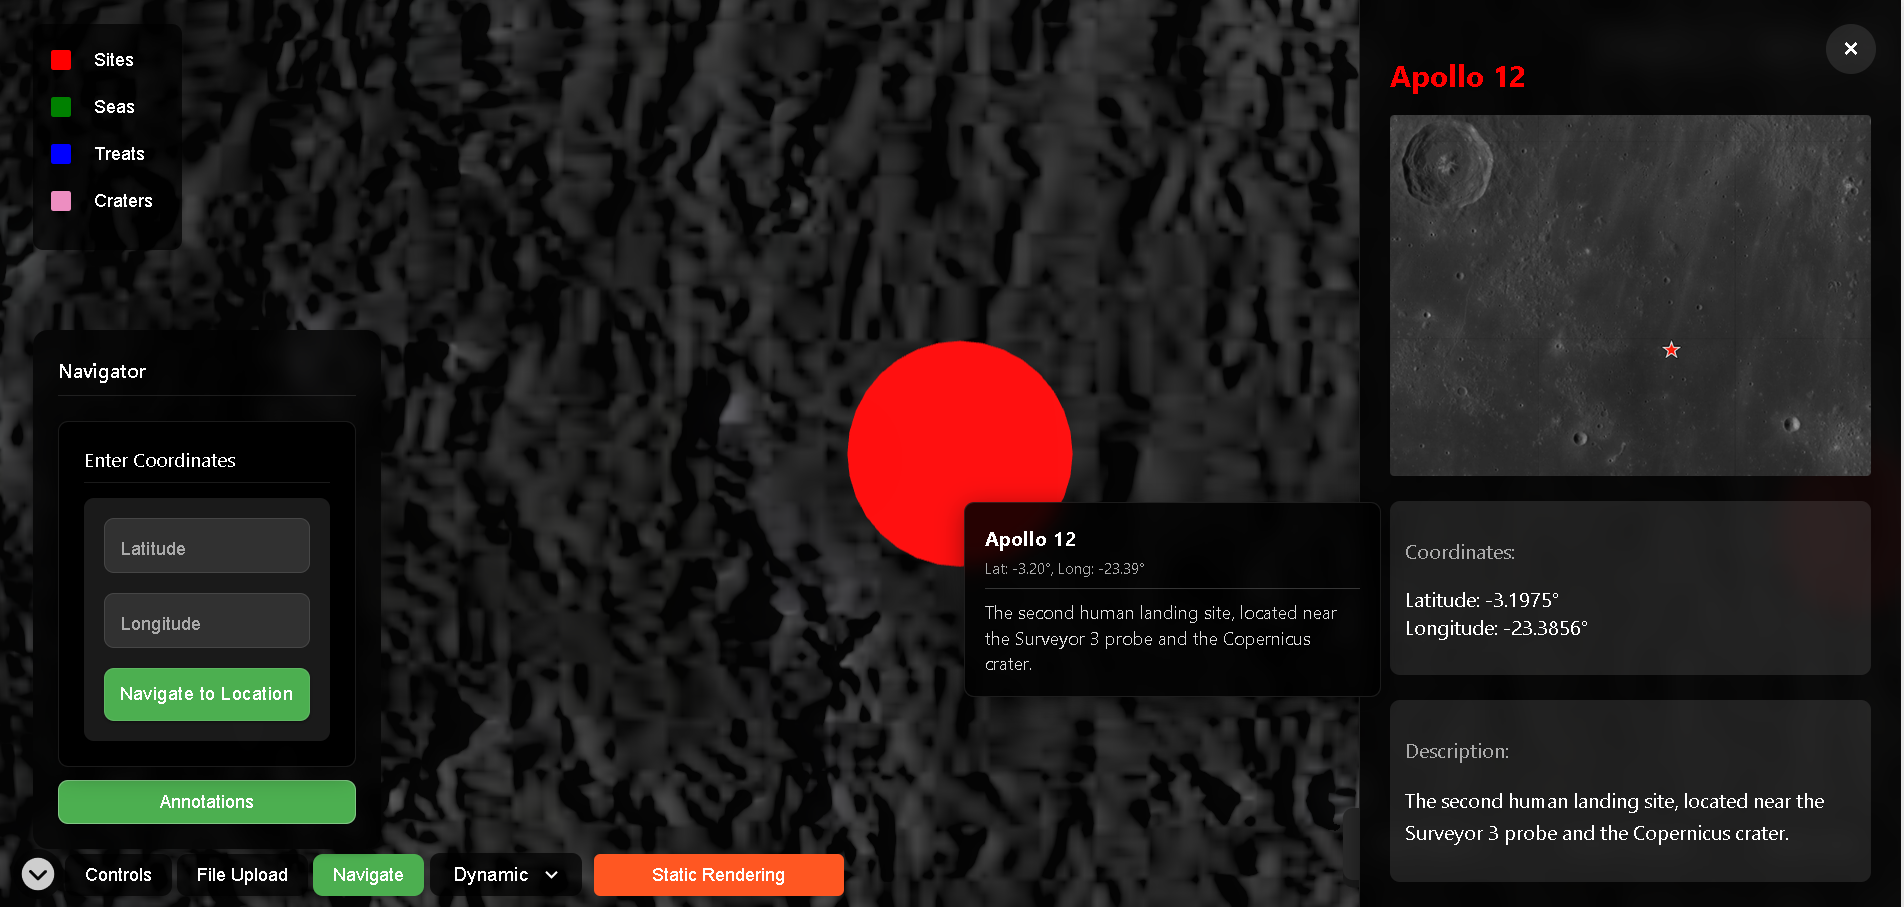 Sites
Seas
Treats
Craters
Navigator
Enter Coordinates
Latitude
Longitude
Navigate to Location
Annotations
Controls
File Upload
Navigate
Dynamic
Static Rendering
Apollo 12
Lat: -3.20°, Long: -23.39°
The second human landing site, located near
the Surveyor 3 probe and the Copernicus
crater.
Apollo 12
Coordinates:
Latitude: -3.1975°
Longitude: -23.3856°
Description:
The second human landing site, located near the
Surveyor 3 probe and the Copernicus crater.